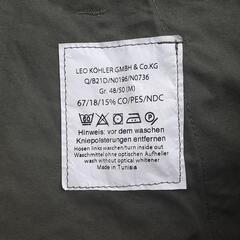 LEO KÖHLER GMBH & Co.KG
Q/B21D/N0196/N0736
Gr. 48/50 (M)
67/18/15% CO/PES/NDC
Hinweis: vor dem waschen
Kniepolsterungen entfernen
Hosen links waschen/turn inside out
Waschmittel ohne optischen Aufheller
wash without optical whitener
Made in Tunisia